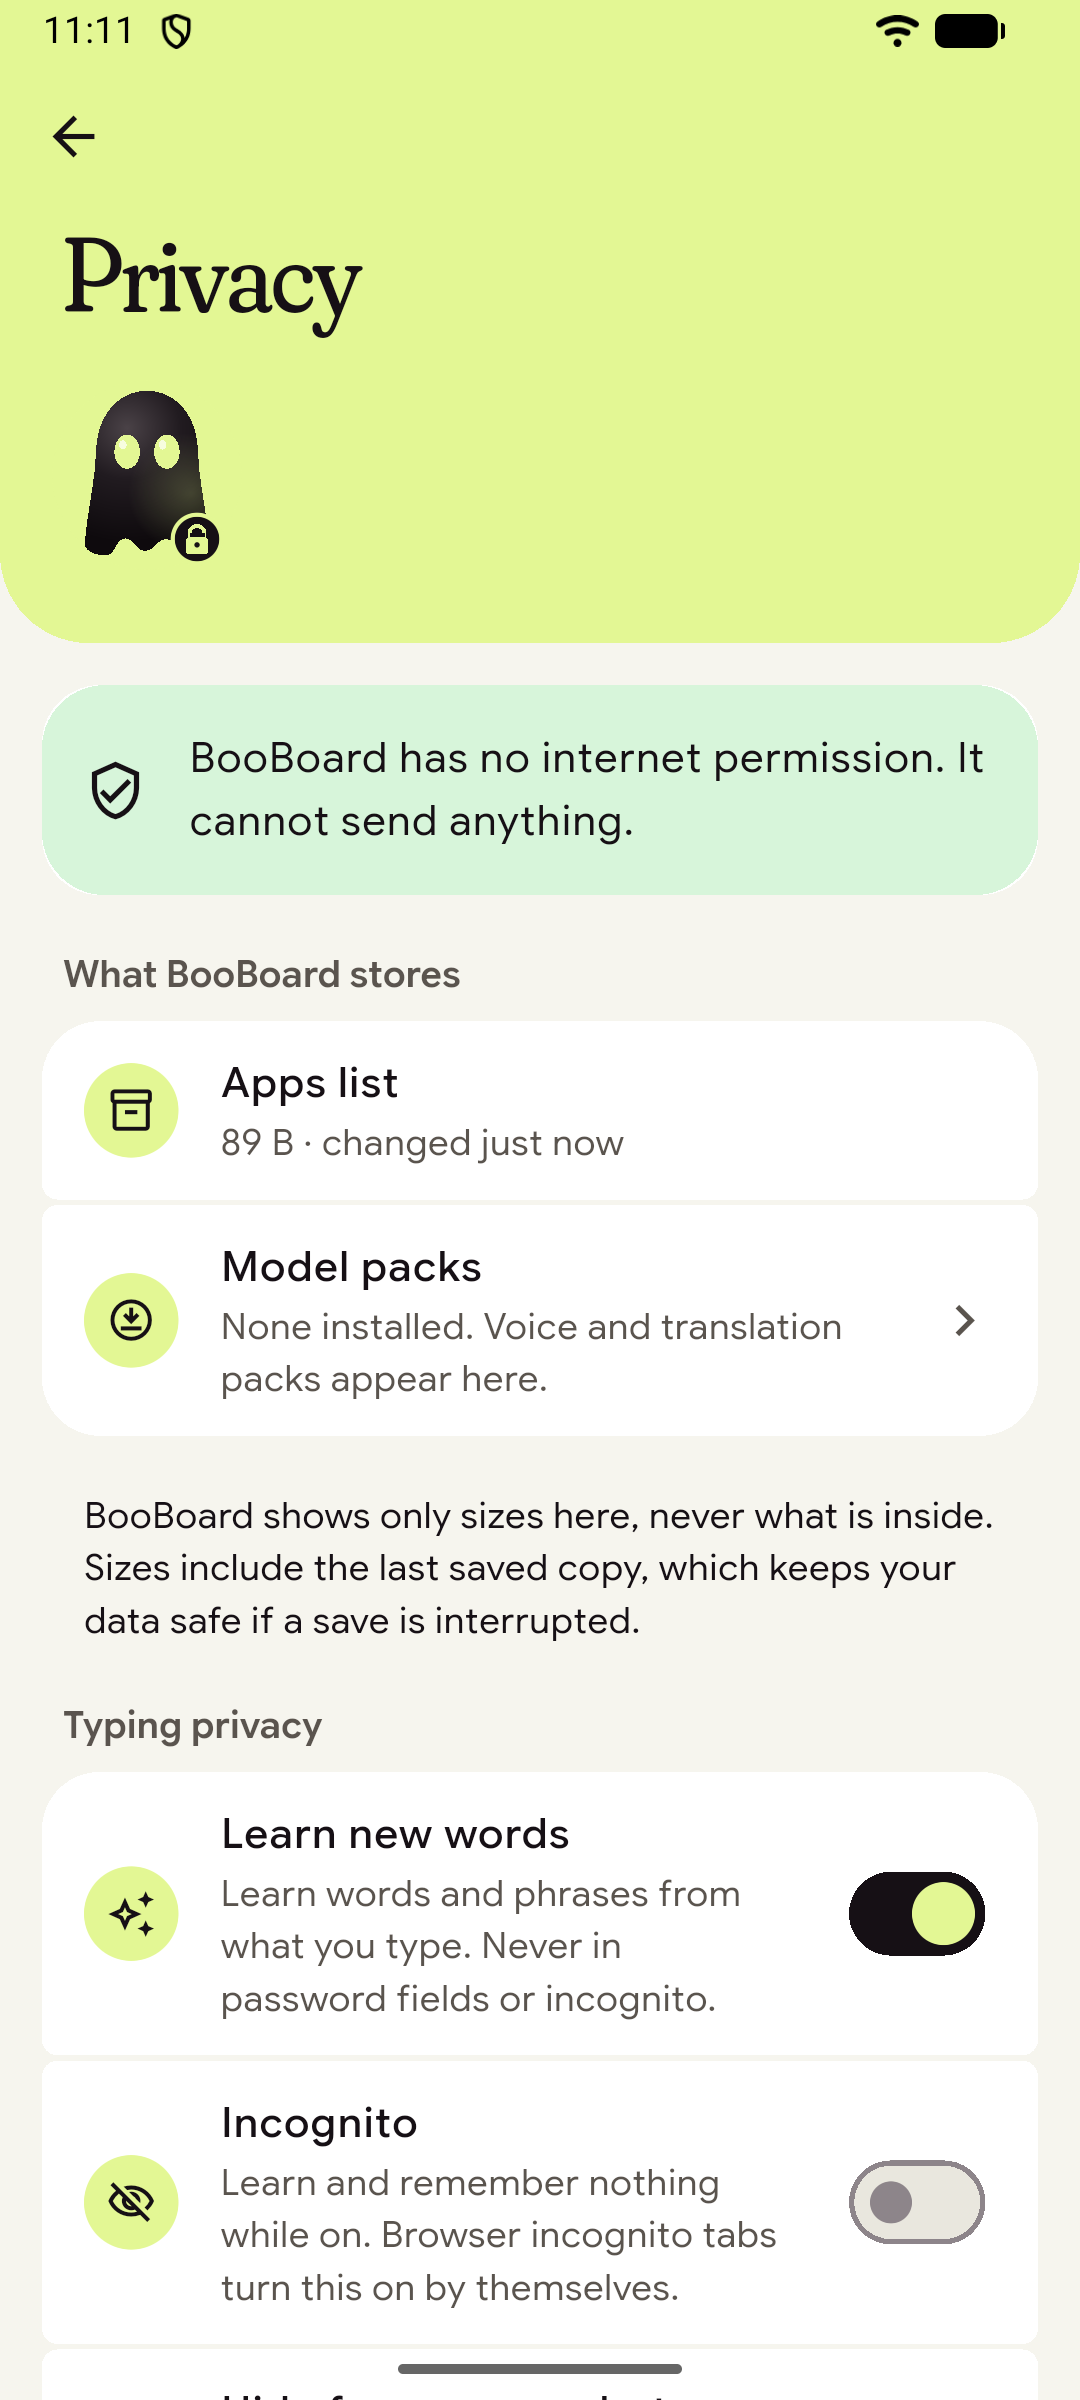 11:11
Privacy
BooBoard has no internet permission. It
cannot send anything.
What BooBoard stores
Apps list
89 B · changed just now
Model packs
None installed. Voice and translation
packs appear here.
BooBoard shows only sizes here, never what is inside.
Sizes include the last saved copy, which keeps your
data safe if a save is interrupted.
Typing privacy
Learn new words
Learn words and phrases from
what you type. Never in
password fields or incognito.
Incognito
Learn and remember nothing
while on. Browser incognito tabs
turn this on by themselves.